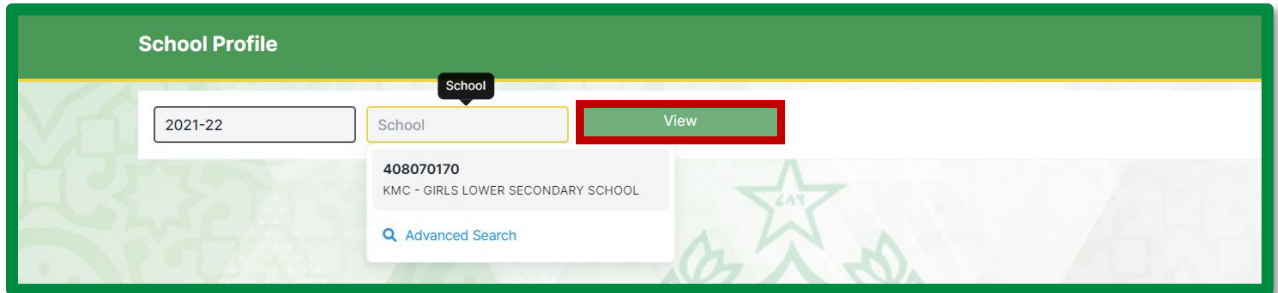 School Profile
School
2021-22
School
View
408070170
KMC - GIRLS LOWER SECONDARY SCHOOL
Advanced Search